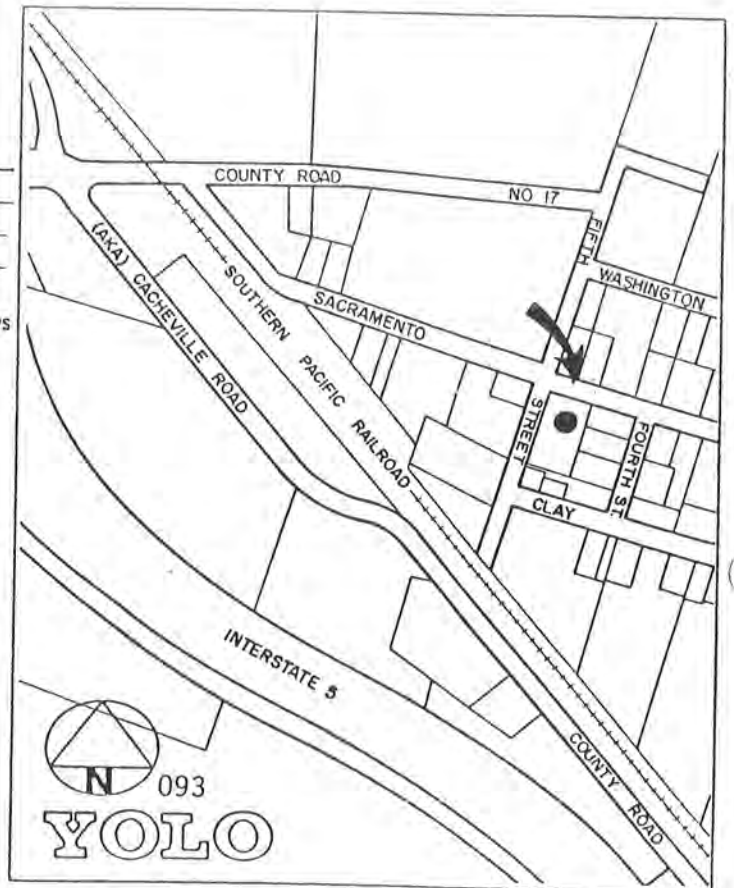 COUNTY ROAD NO 17
FIFTH STREET
WASHINGTON
(AKA) CACHEVILLE ROAD
SOUTHERN PACIFIC RAILROAD
SACRAMENTO
FOURTH ST.
CLAY
INTERSTATE 5
COUNTY ROAD
N
093
YOLO